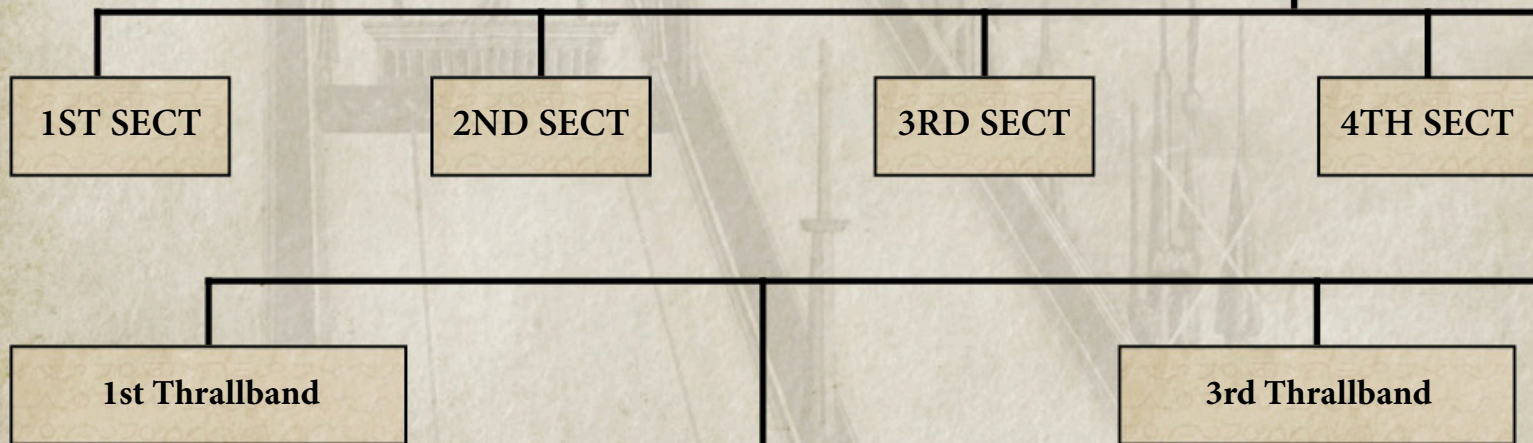 1ST SECT
2ND SECT
3RD SECT
4TH SECT
1st Thrallband
3rd Thrallband